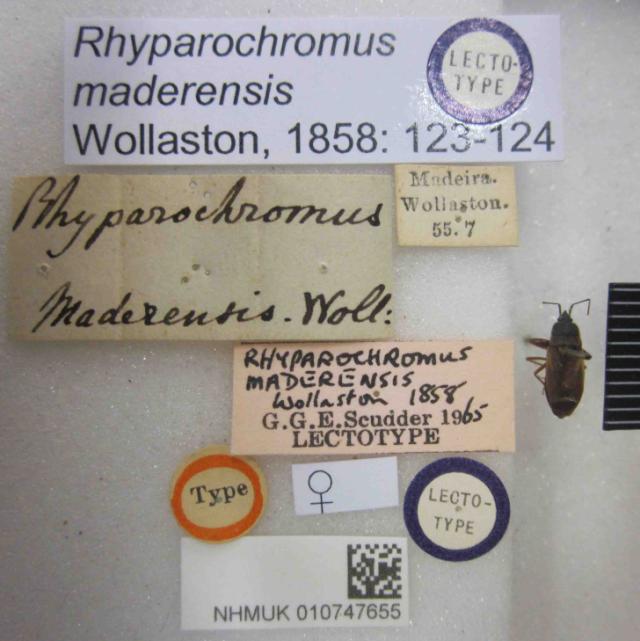 Rhyparochromus
maderensis
Wollaston, 1858: 123-124
LECTO-
TYPE
Rhyparochromus
Maderensis. Woll:
Madeira.
Wollaston.
55.7
RHYPAROCHROMUS
MADERENSIS
Wollaston 1858
G.G.E.Scudder 1965
LECTOTYPE
Type
♀
LECTO-
TYPE
NHMUK 010747655